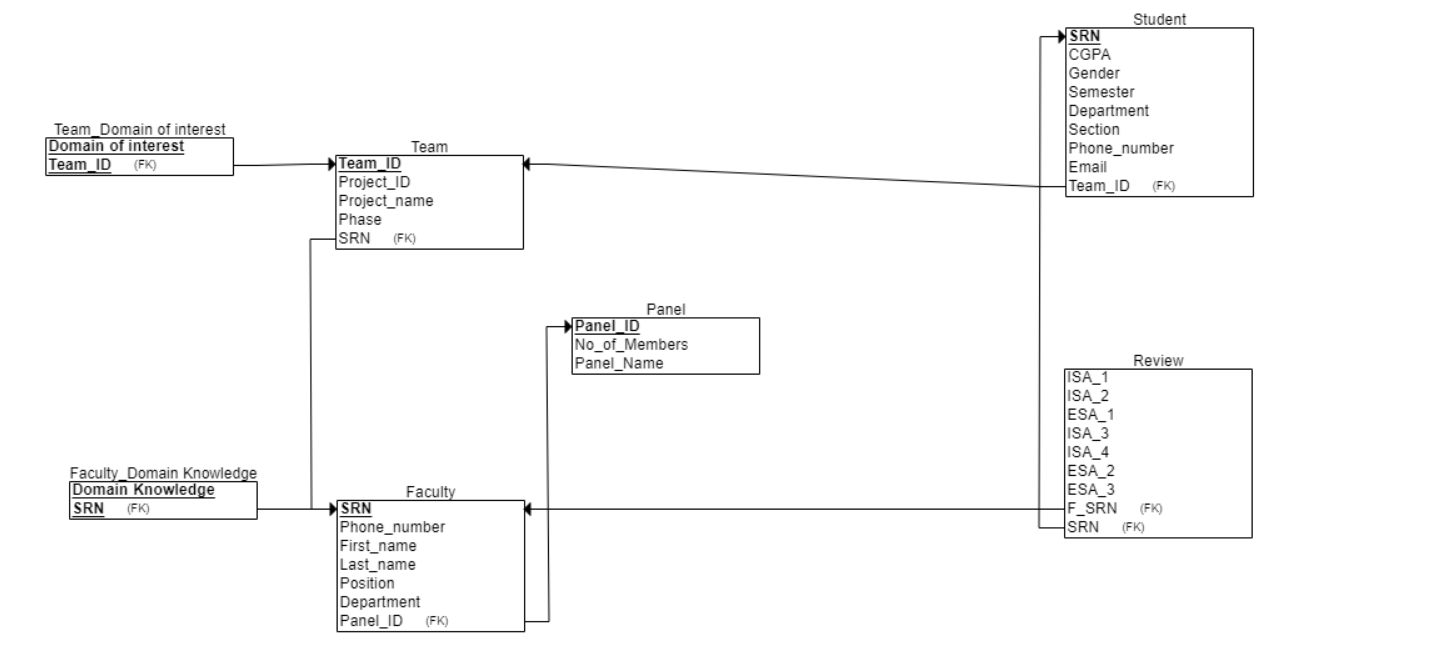 Student
SRN
CGPA
Gender
Semester
Department
Section
Phone_number
Email
Team_ID (FK)
Team_Domain of interest
Domain of interest
Team_ID (FK)
Team
Team_ID
Project_ID
Project_name
Phase
SRN (FK)
Panel
Panel_ID
No_of_Members
Panel_Name
Review
ISA_1
ISA_2
ESA_1
ISA_3
ISA_4
ESA_2
ESA_3
F_SRN (FK)
SRN (FK)
Faculty_Domain Knowledge
Domain Knowledge
SRN (FK)
Faculty
SRN
Phone_number
First_name
Last_name
Position
Department
Panel_ID (FK)